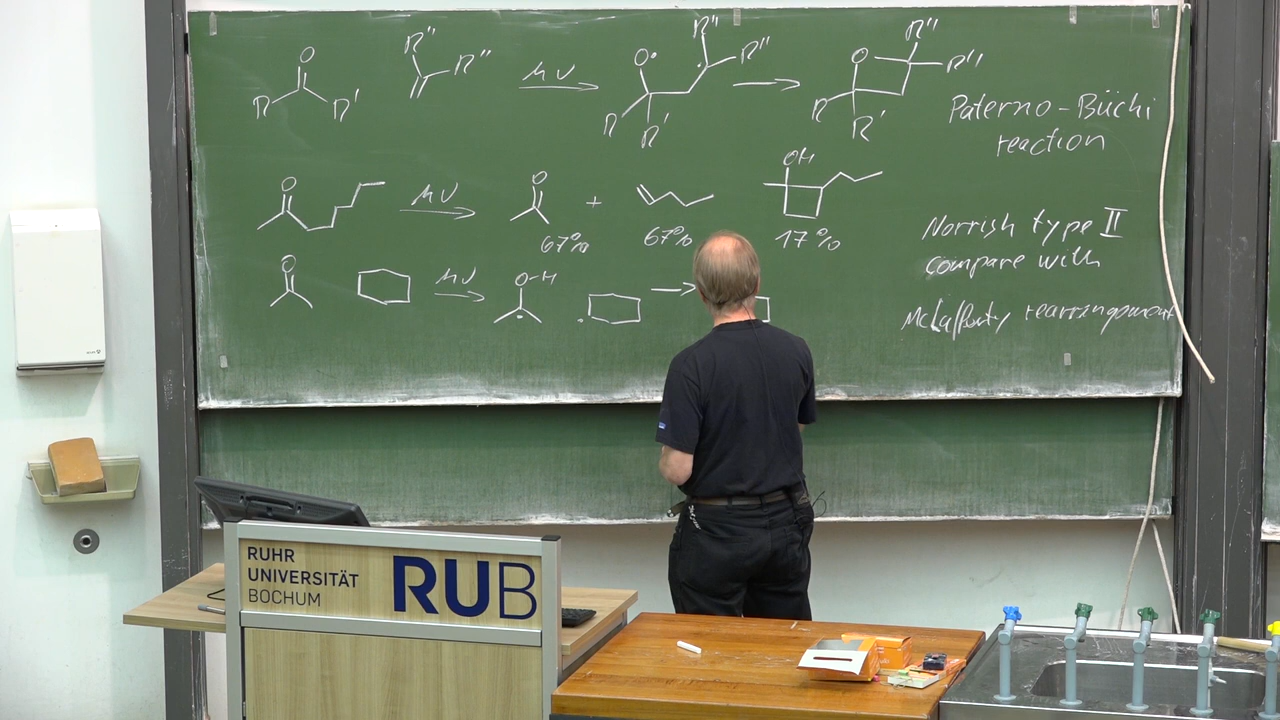 O R'' R'' hν O• R'' R'' O R'' R''
R R' R R' R R'
Paterno-Büchi
reaction
O hν O + OH
67% 67% 17%
Norrish type II
compare with
McLafferty rearrangement
O hν O-H
RUHR
UNIVERSITÄT
BOCHUM
RUB